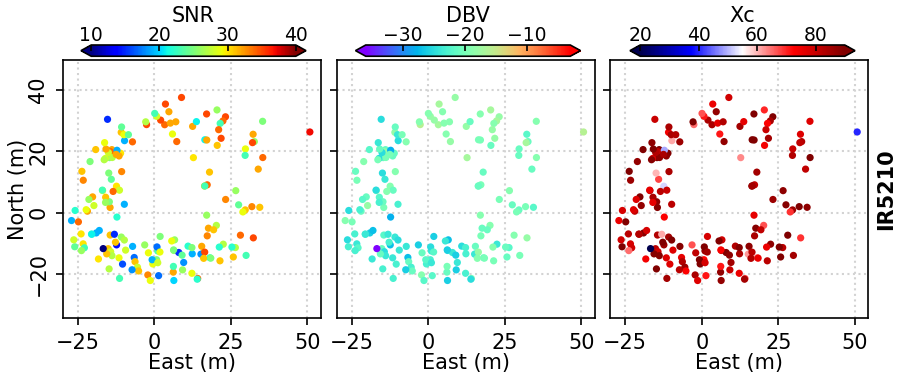 SNR DBV Xc
10 20 30 40 −30 −20 −10 20 40 60 80
40
20
0
−20
North (m)
−25 0 25 50 −25 0 25 50 −25 0 25 50
East (m) East (m) East (m)
IR5210